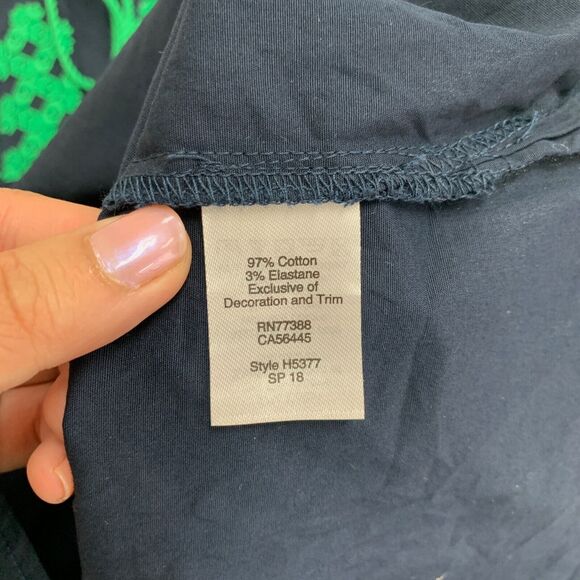 97% Cotton
3% Elastane
Exclusive of
Decoration and Trim
RN77388
CA56445
Style H5377
SP 18